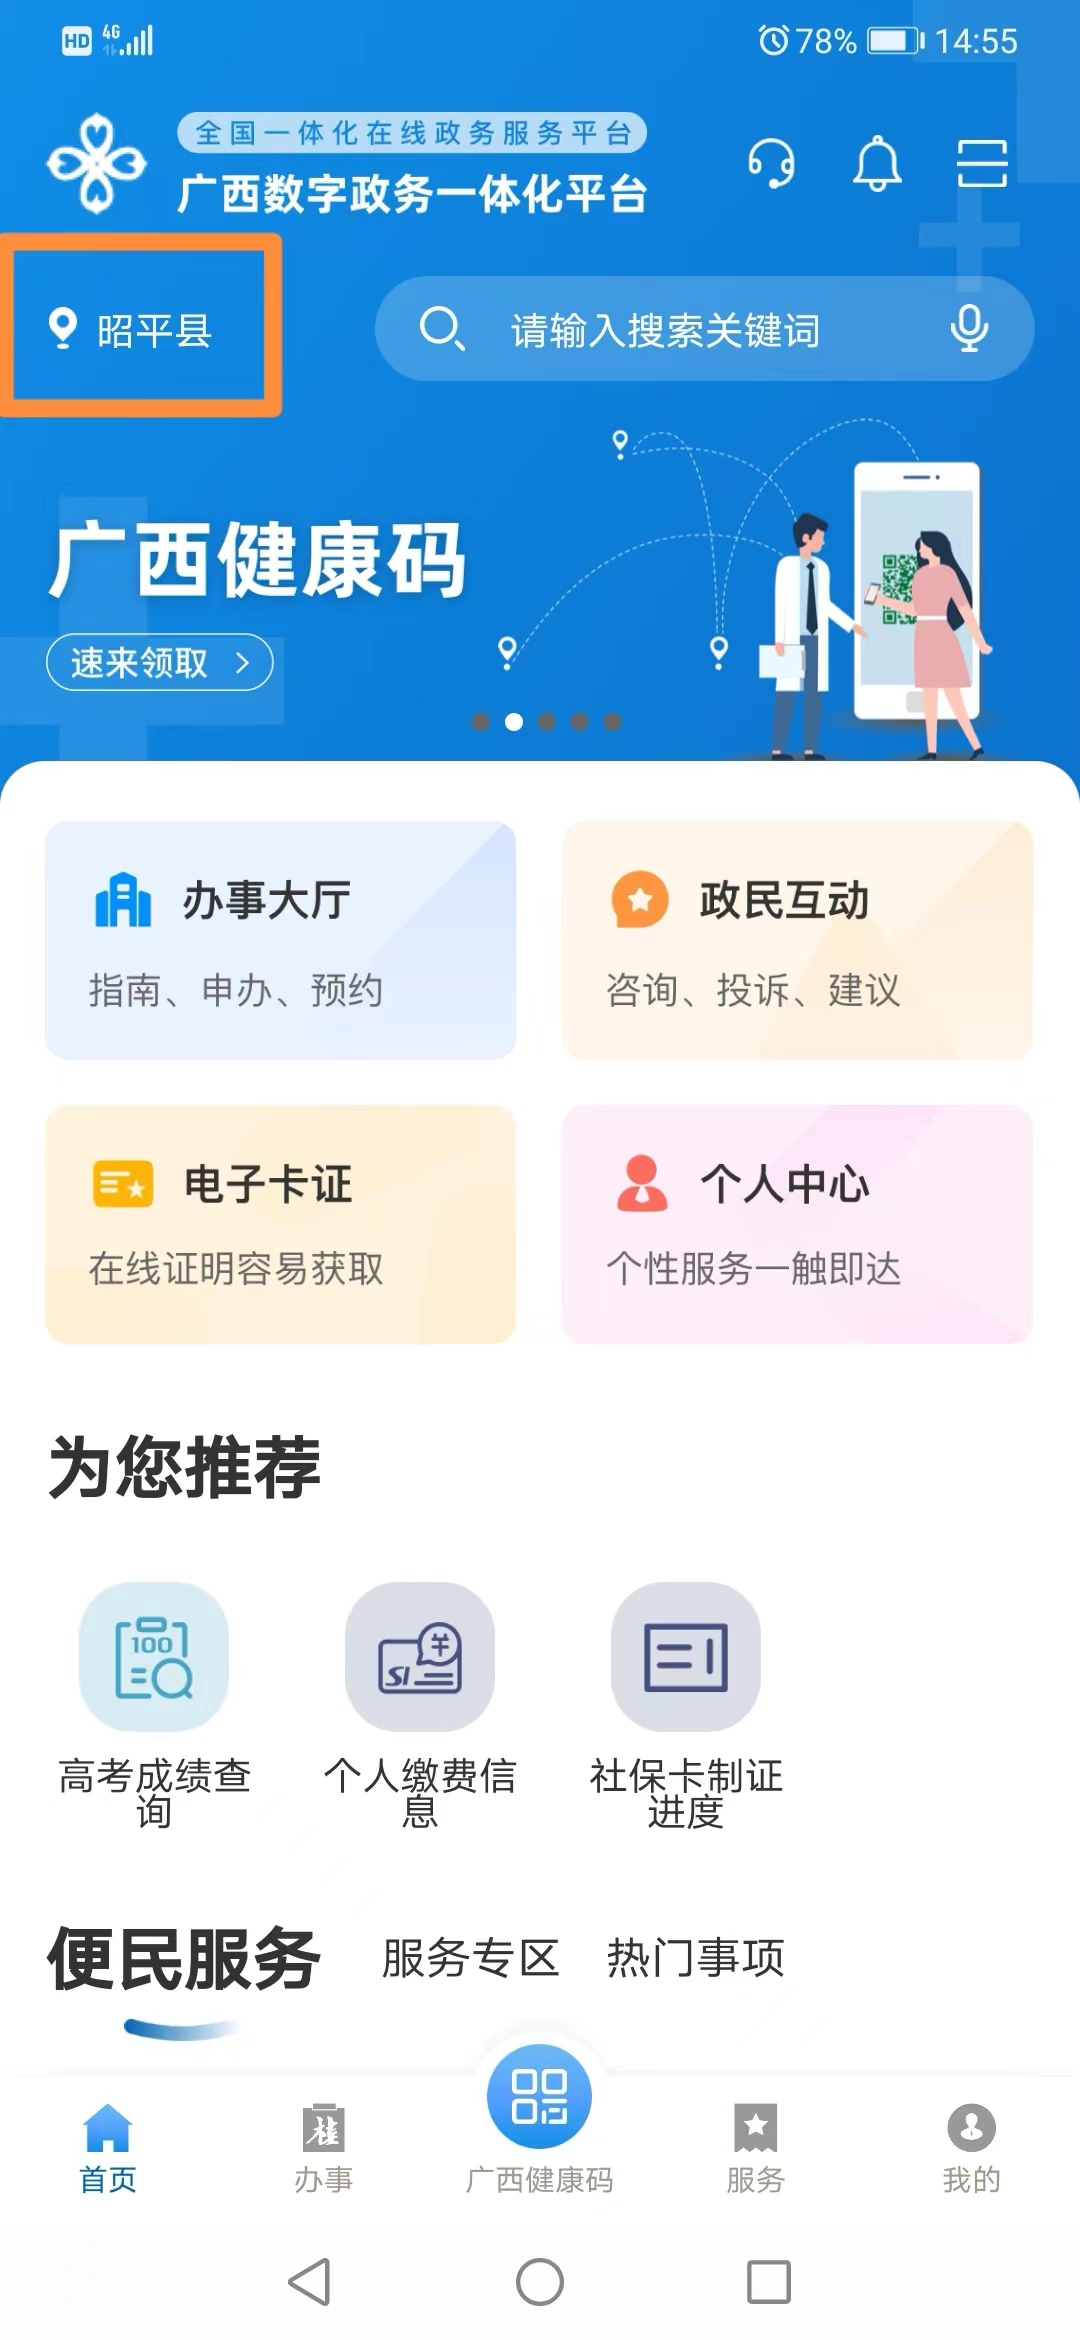 HD 4G 78% 14:55
全国一体化在线政务服务平台
广西数字政务一体化平台
昭平县
请输入搜索关键词
广西健康码
速来领取 >
办事大厅
指南、申办、预约
政民互动
咨询、投诉、建议
电子卡证
在线证明容易获取
个人中心
个性服务一触即达
为您推荐
100
高考成绩查
询
SI
个人缴费信
息
社保卡制证
进度
便民服务 服务专区 热门事项
首页
桂
办事
广西健康码
服务
我的